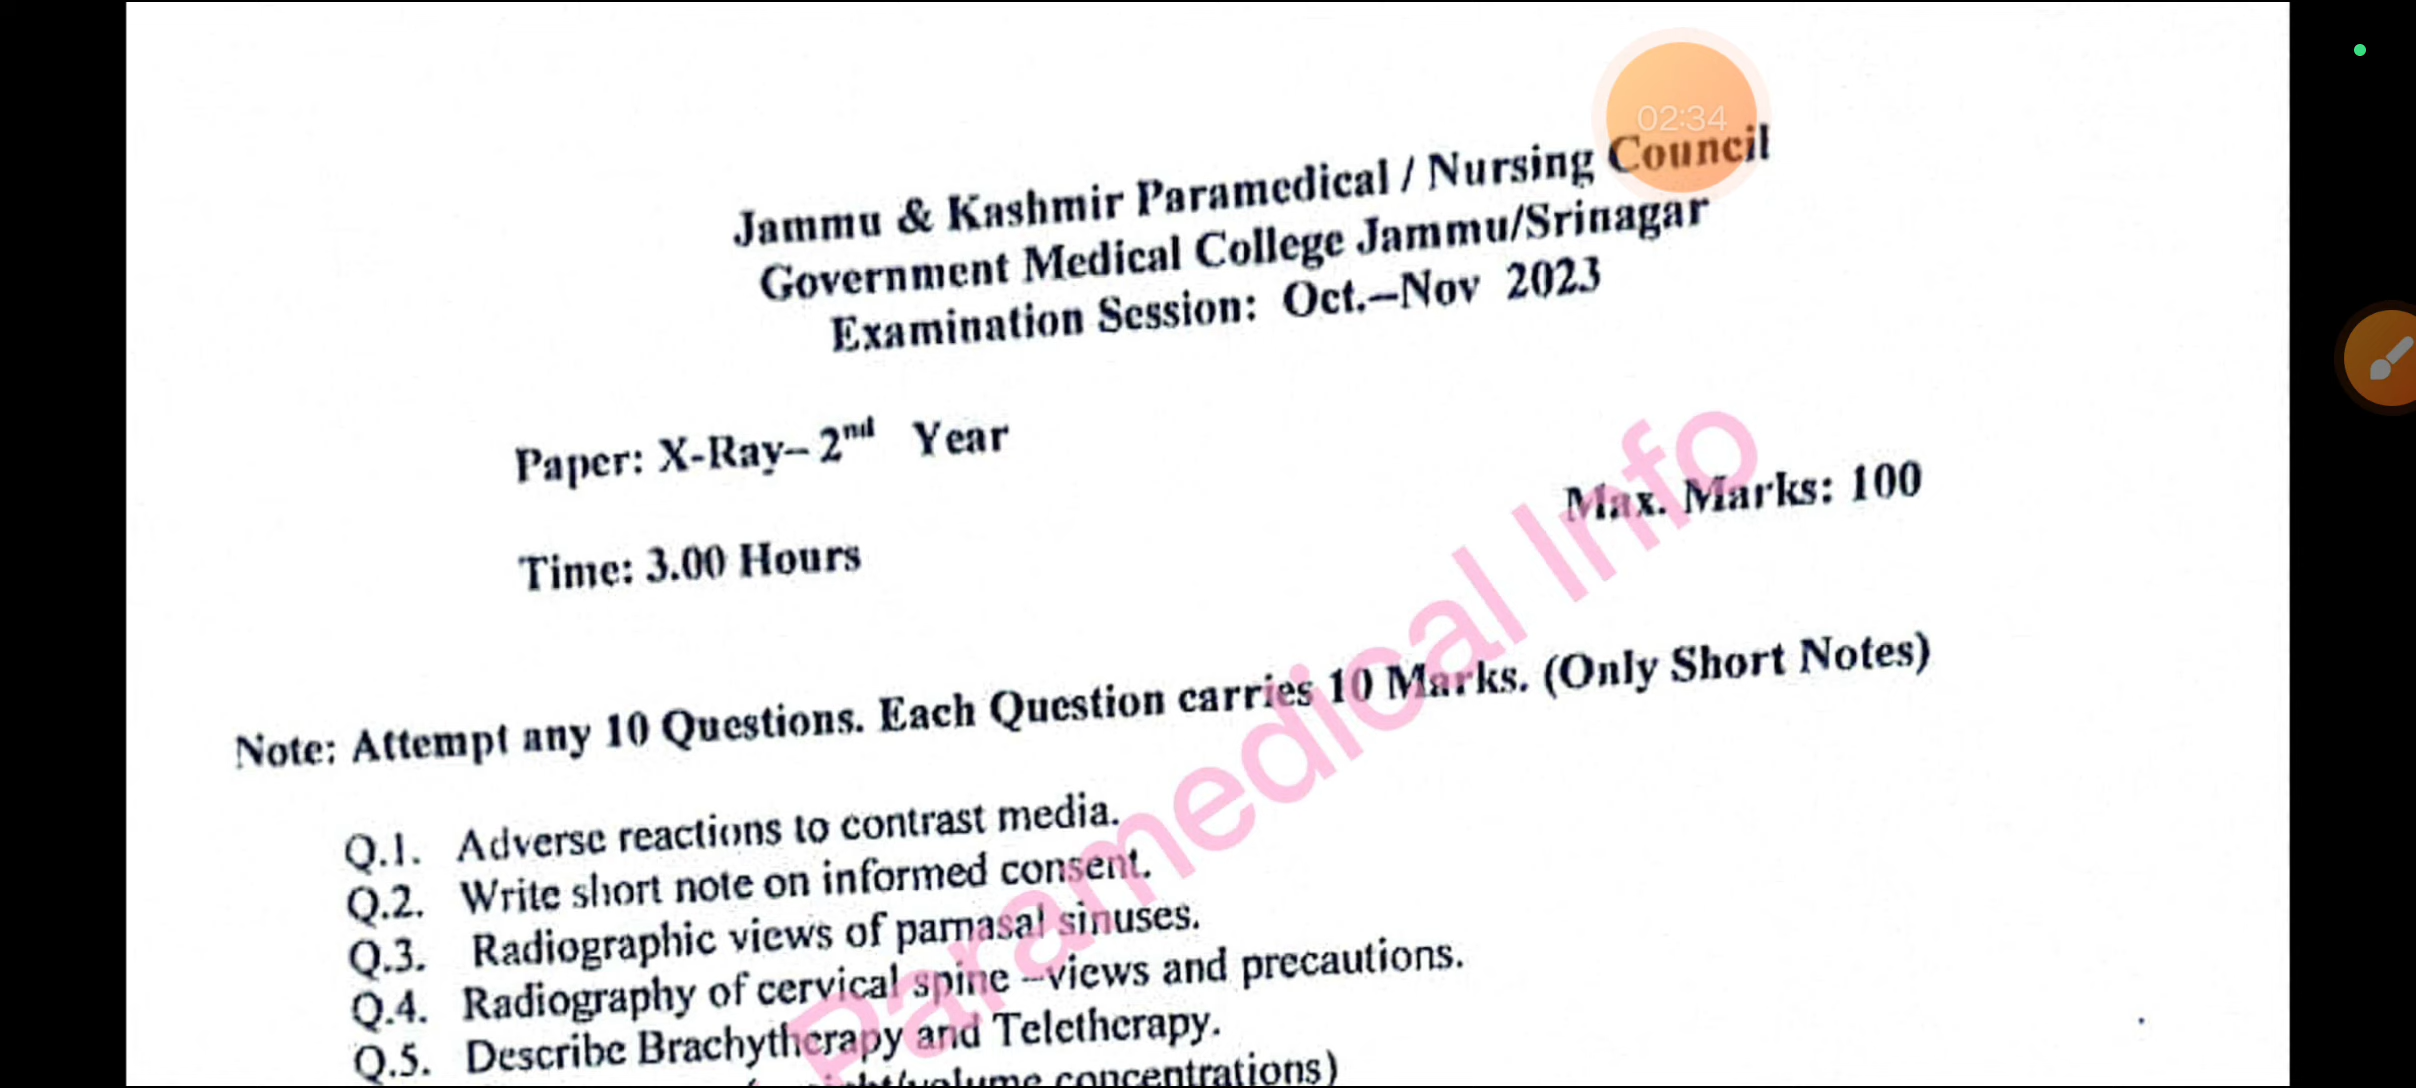 02:34
Jammu & Kashmir Paramedical / Nursing Council
Government Medical College Jammu/Srinagar
Examination Session: Oct.–Nov 2023
Paper: X-Ray– 2nd Year
Max. Marks: 100
Time: 3.00 Hours
Note: Attempt any 10 Questions. Each Question carries 10 Marks. (Only Short Notes)
Q.1. Adverse reactions to contrast media.
Q.2. Write short note on informed consent.
Q.3. Radiographic views of parnasal sinuses.
Q.4. Radiography of cervical spine –views and precautions.
Q.5. Describe Brachytherapy and Teletherapy.
concentrations)
Paramedical Info